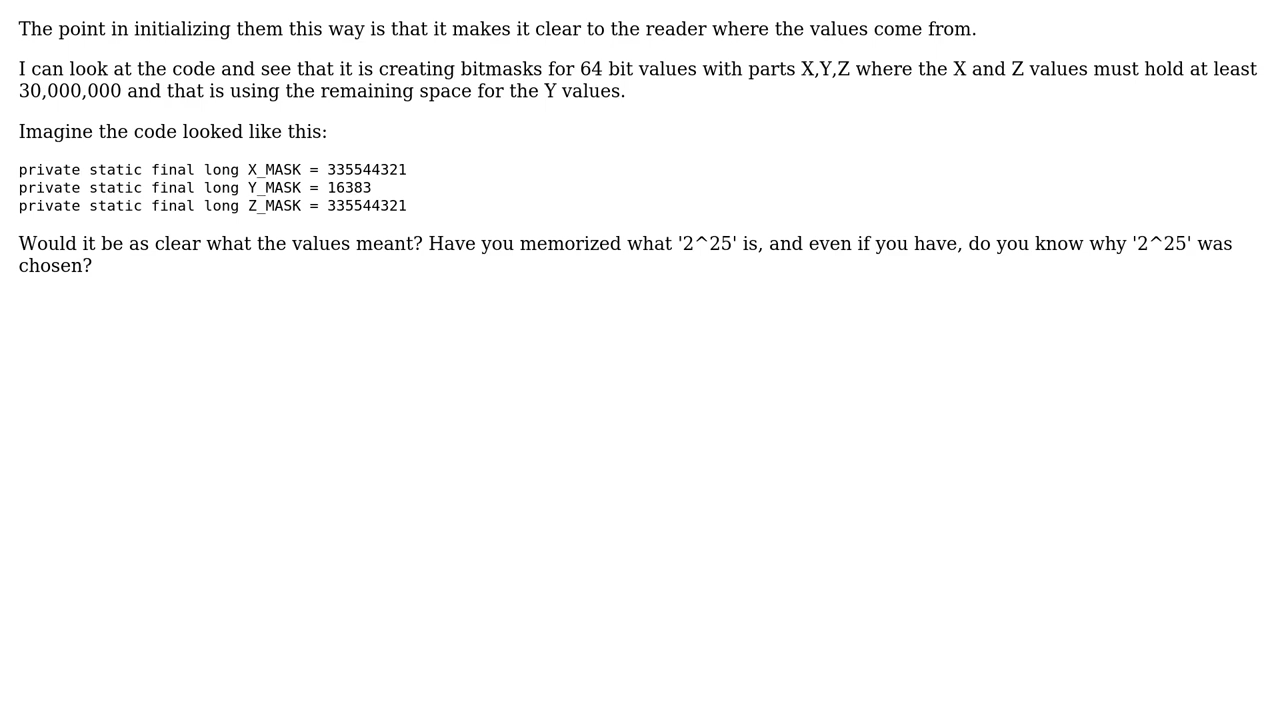 The point in initializing them this way is that it makes it clear to the reader where the values come from.
I can look at the code and see that it is creating bitmasks for 64 bit values with parts X,Y,Z where the X and Z values must hold at least
30,000,000 and that is using the remaining space for the Y values.
Imagine the code looked like this:
private static final long X_MASK = 335544321
private static final long Y_MASK = 16383
private static final long Z_MASK = 335544321
Would it be as clear what the values meant? Have you memorized what '2^25' is, and even if you have, do you know why '2^25' was
chosen?